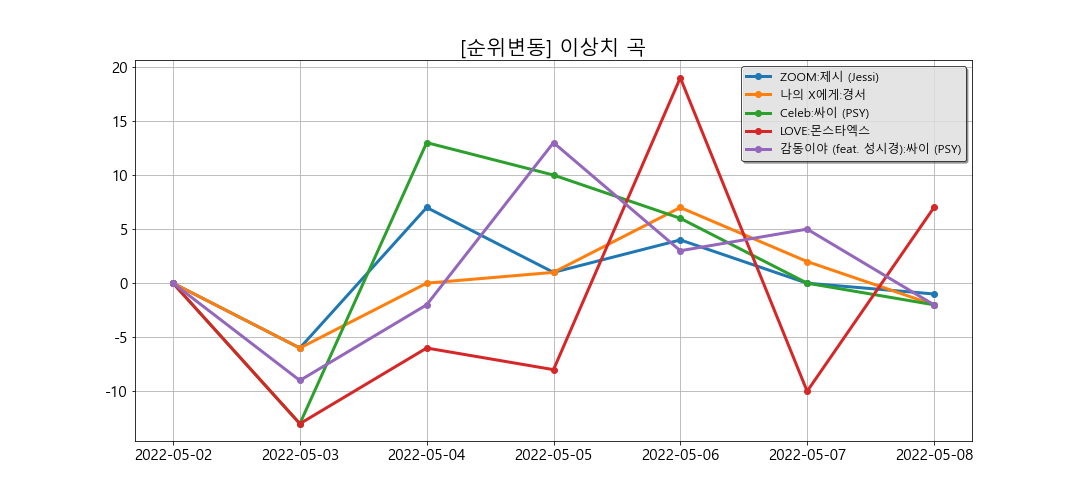 [순위변동] 이상치 곡
20
15
10
5
0
-5
-10
ZOOM:제시 (Jessi)
나의 X에게:경서
Celeb:싸이 (PSY)
LOVE:몬스타엑스
감동이야 (feat. 성시경):싸이 (PSY)
2022-05-02 2022-05-03 2022-05-04 2022-05-05 2022-05-06 2022-05-07 2022-05-08